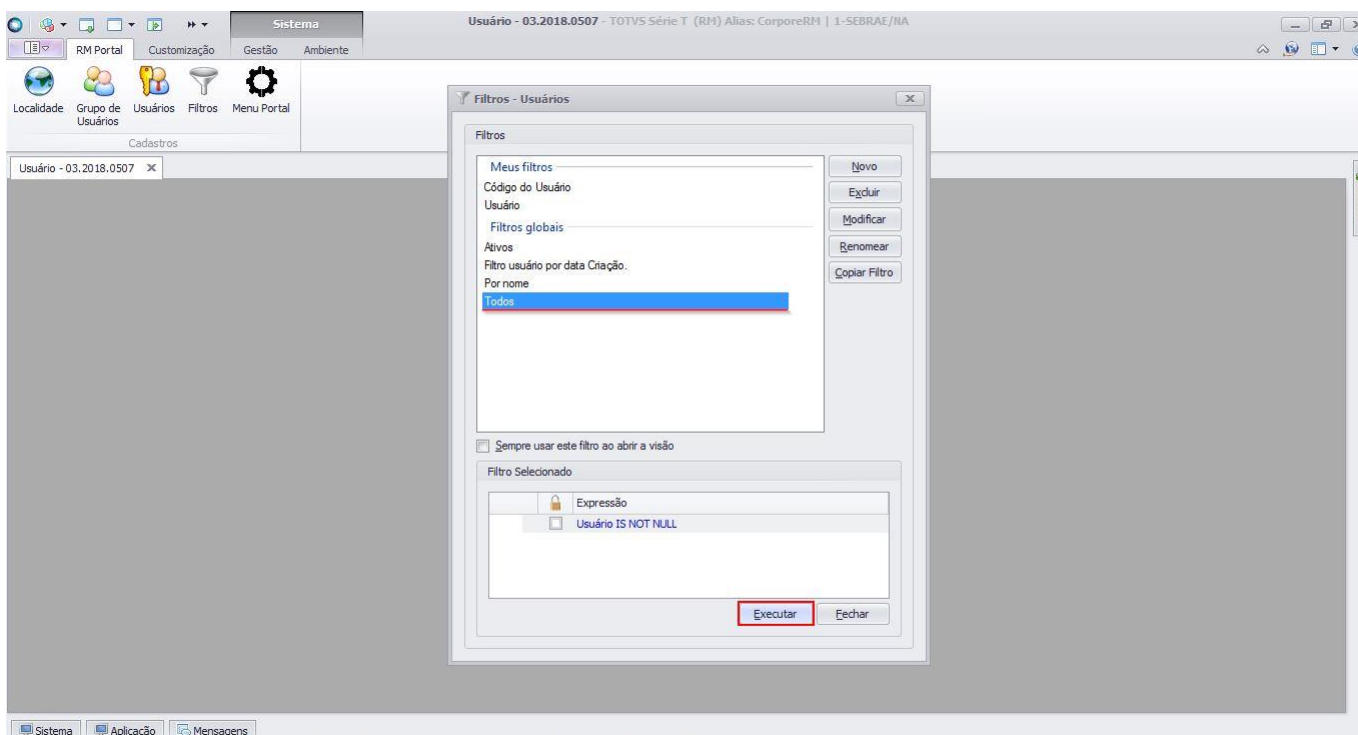 Sistema
Usuário - 03.2018.0507 - TOTVS Série T (RM) Alias: CorporeRM | 1-SEBRAE/NA
RM Portal Customização Gestão Ambiente
Localidade Grupo de Usuários Usuários Filtros Menu Portal
Cadastros
Usuário - 03.2018.0507
Filtros - Usuários
Filtros
Meus filtros
Código do Usuário
Usuário
Filtros globais
Ativos
Filtro usuário por data Criação.
Por nome
Todos
Novo
Excluir
Modificar
Renomear
Copiar Filtro
Sempre usar este filtro ao abrir a visão
Filtro Selecionado
Expressão
Usuário IS NOT NULL
Executar Fechar
Sistema Aplicação Mensagens